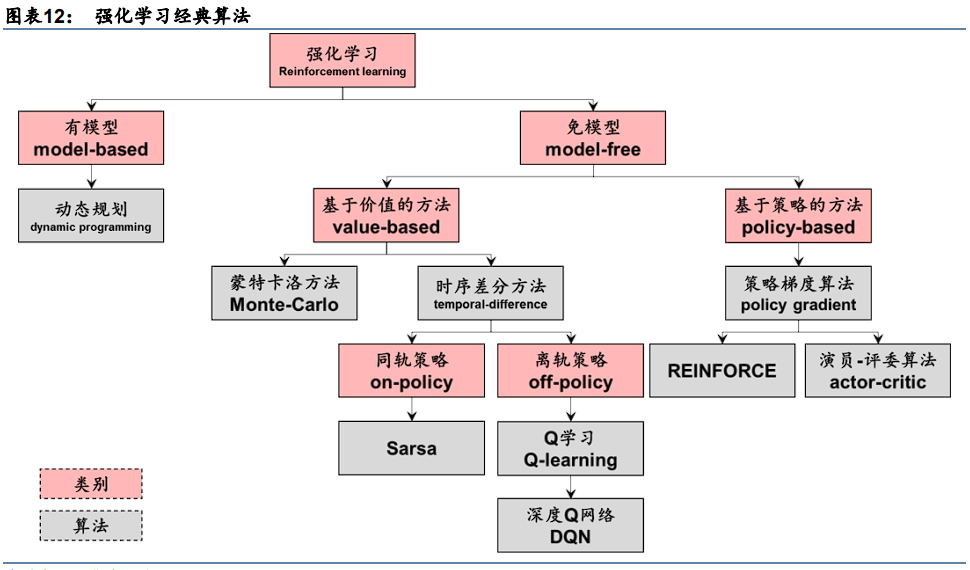 图表12： 强化学习经典算法
强化学习
Reinforcement learning
有模型
model-based
免模型
model-free
动态规划
dynamic programming
基于价值的方法
value-based
基于策略的方法
policy-based
蒙特卡洛方法
Monte-Carlo
时序差分方法
temporal-difference
策略梯度算法
policy gradient
同轨策略
on-policy
离轨策略
off-policy
REINFORCE
演员-评委算法
actor-critic
Sarsa
Q学习
Q-learning
深度Q网络
DQN
类别
算法